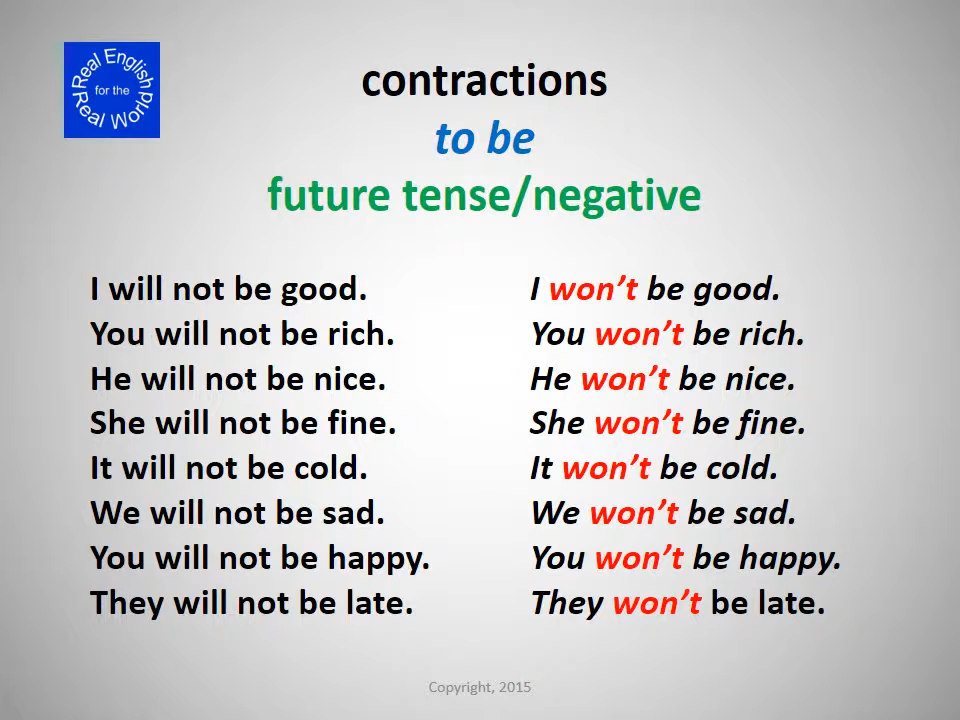 Real English
for the
Real World
contractions
to be
future tense/negative
I will not be good.
You will not be rich.
He will not be nice.
She will not be fine.
It will not be cold.
We will not be sad.
You will not be happy.
They will not be late.
I won’t be good.
You won’t be rich.
He won’t be nice.
She won’t be fine.
It won’t be cold.
We won’t be sad.
You won’t be happy.
They won’t be late.
Copyright, 2015